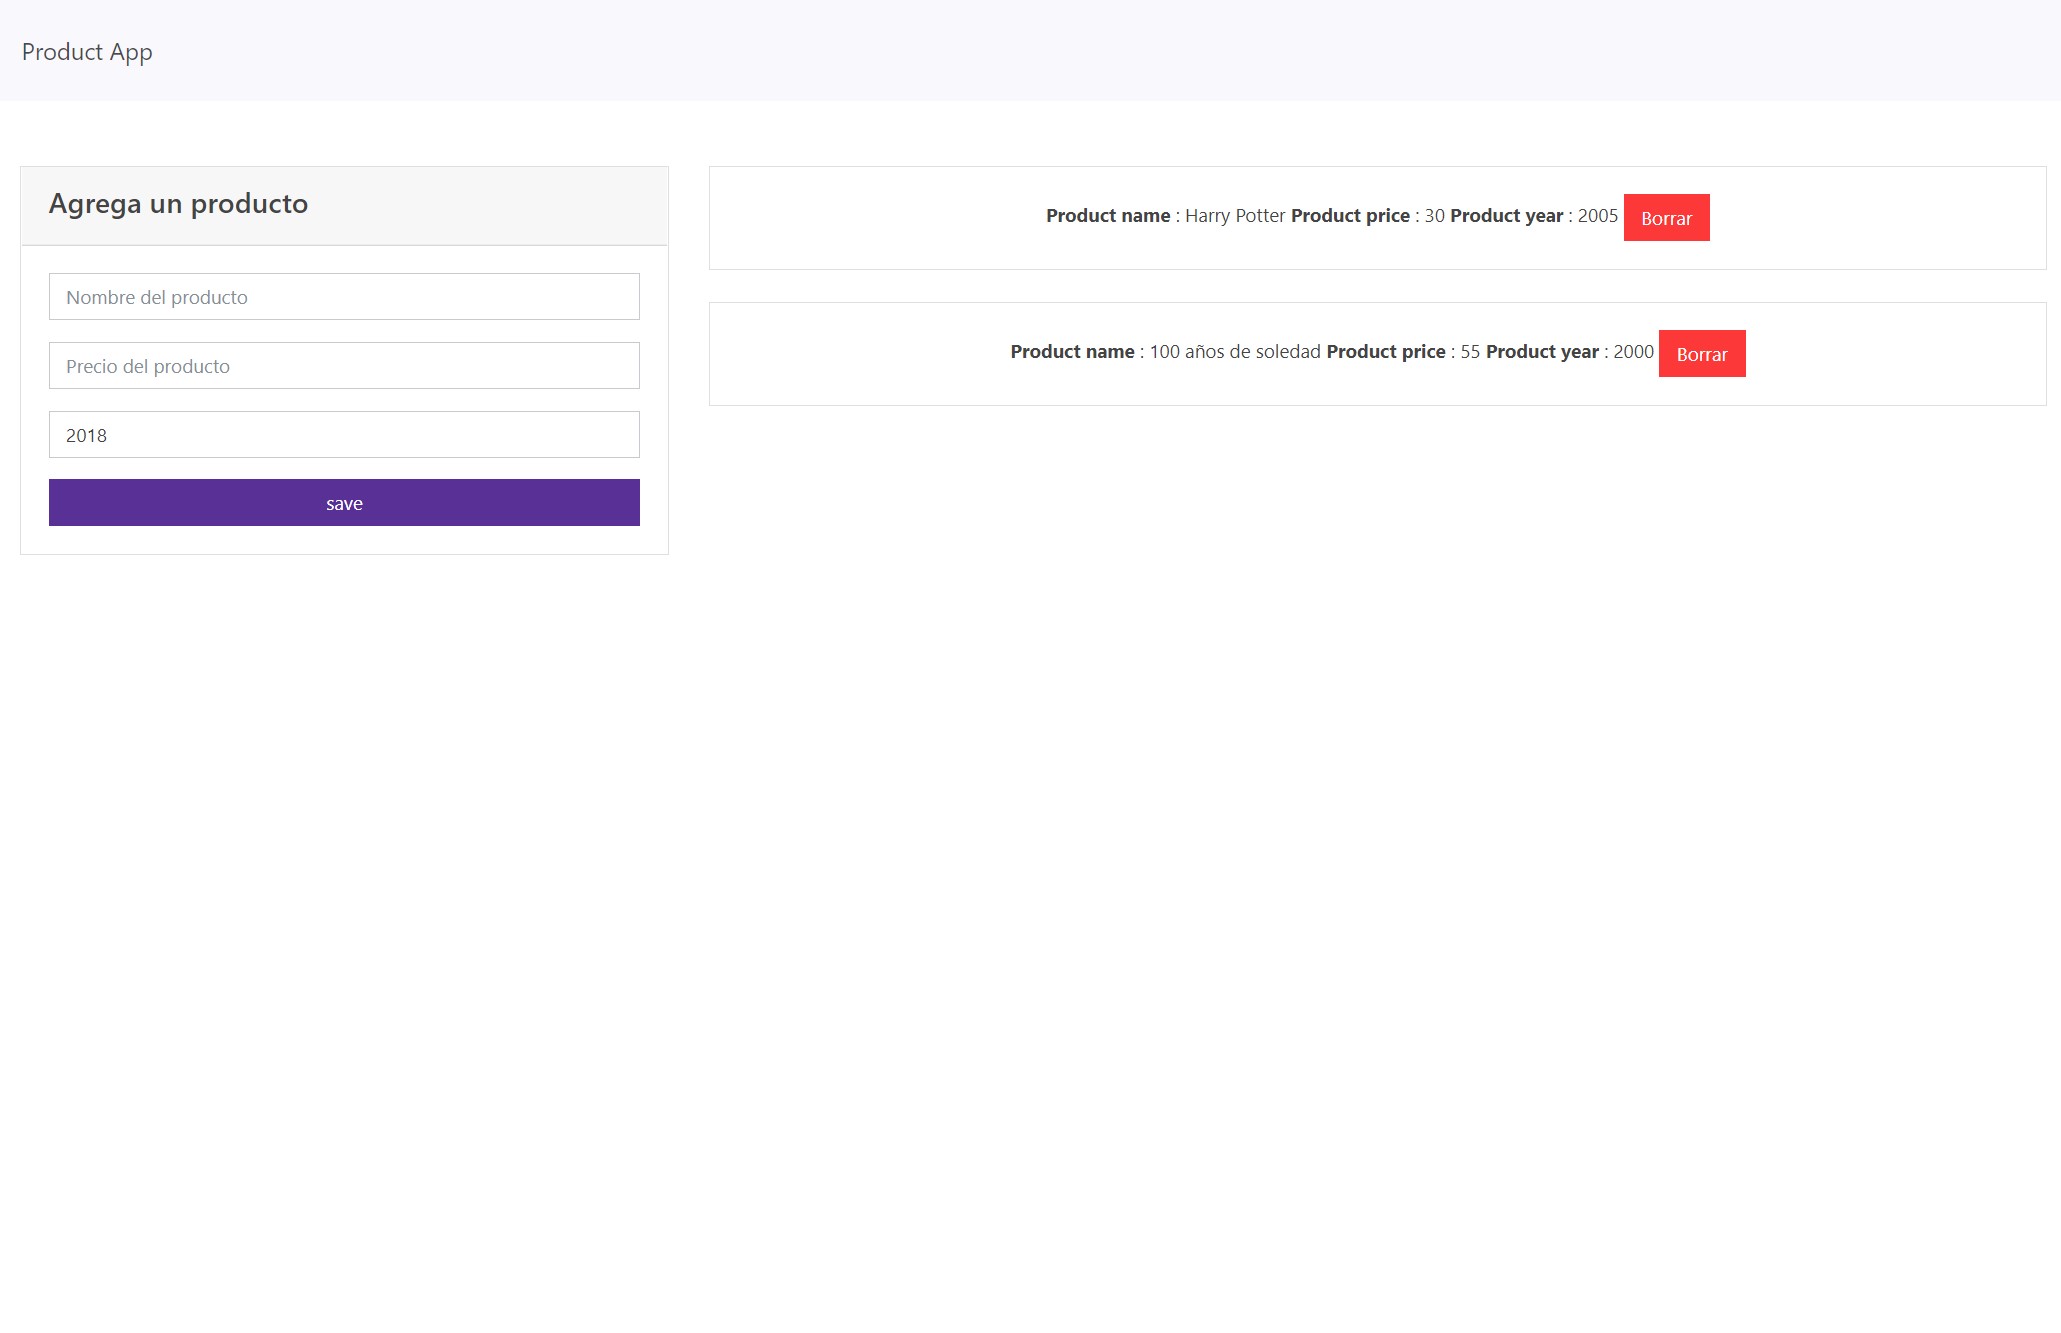 Product App
Agrega un producto
Nombre del producto
Precio del producto
2018
save
Product name : Harry Potter Product price : 30 Product year : 2005 Borrar
Product name : 100 años de soledad Product price : 55 Product year : 2000 Borrar